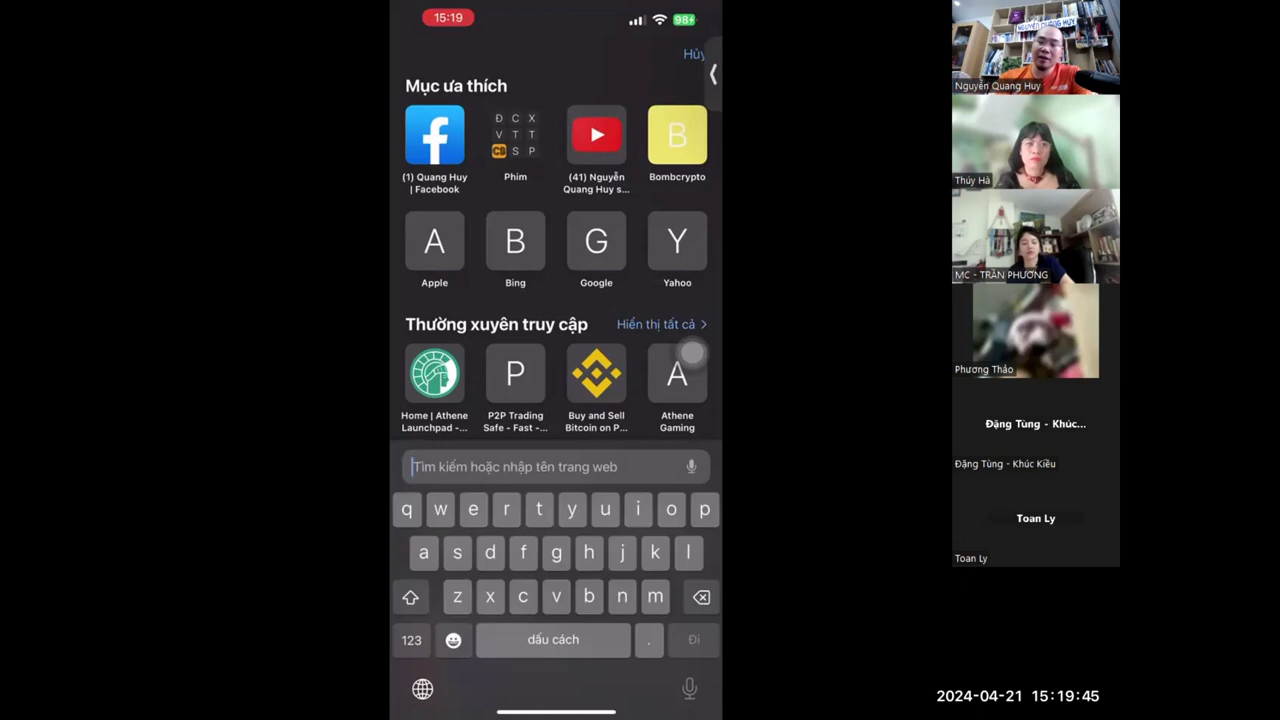 15:19
98
Hủy
Mục ưa thích
Đ C X
V T T
CB S P
B
(1) Quang Huy
| Facebook
Phim
(41) Nguyễn
Quang Huy s...
Bombcrypto
A
B
G
Y
Apple
Bing
Google
Yahoo
Thường xuyên truy cập
Hiển thị tất cả
P
A
Home | Athene
Launchpad -...
P2P Trading
Safe - Fast -...
Buy and Sell
Bitcoin on P...
Athene
Gaming
Tìm kiếm hoặc nhập tên trang web
q w e r t y u i o p
a s d f g h j k l
z x c v b n m
123
dấu cách
.
Đi
NGUYỄN QUANG HUY
Nguyễn Quang Huy
Thúy Hà
MC - TRẦN PHƯƠNG
Phương Thảo
Đặng Tùng - Khúc...
Đặng Tùng - Khúc Kiều
Toan Ly
Toan Ly
2024-04-21 15:19:45